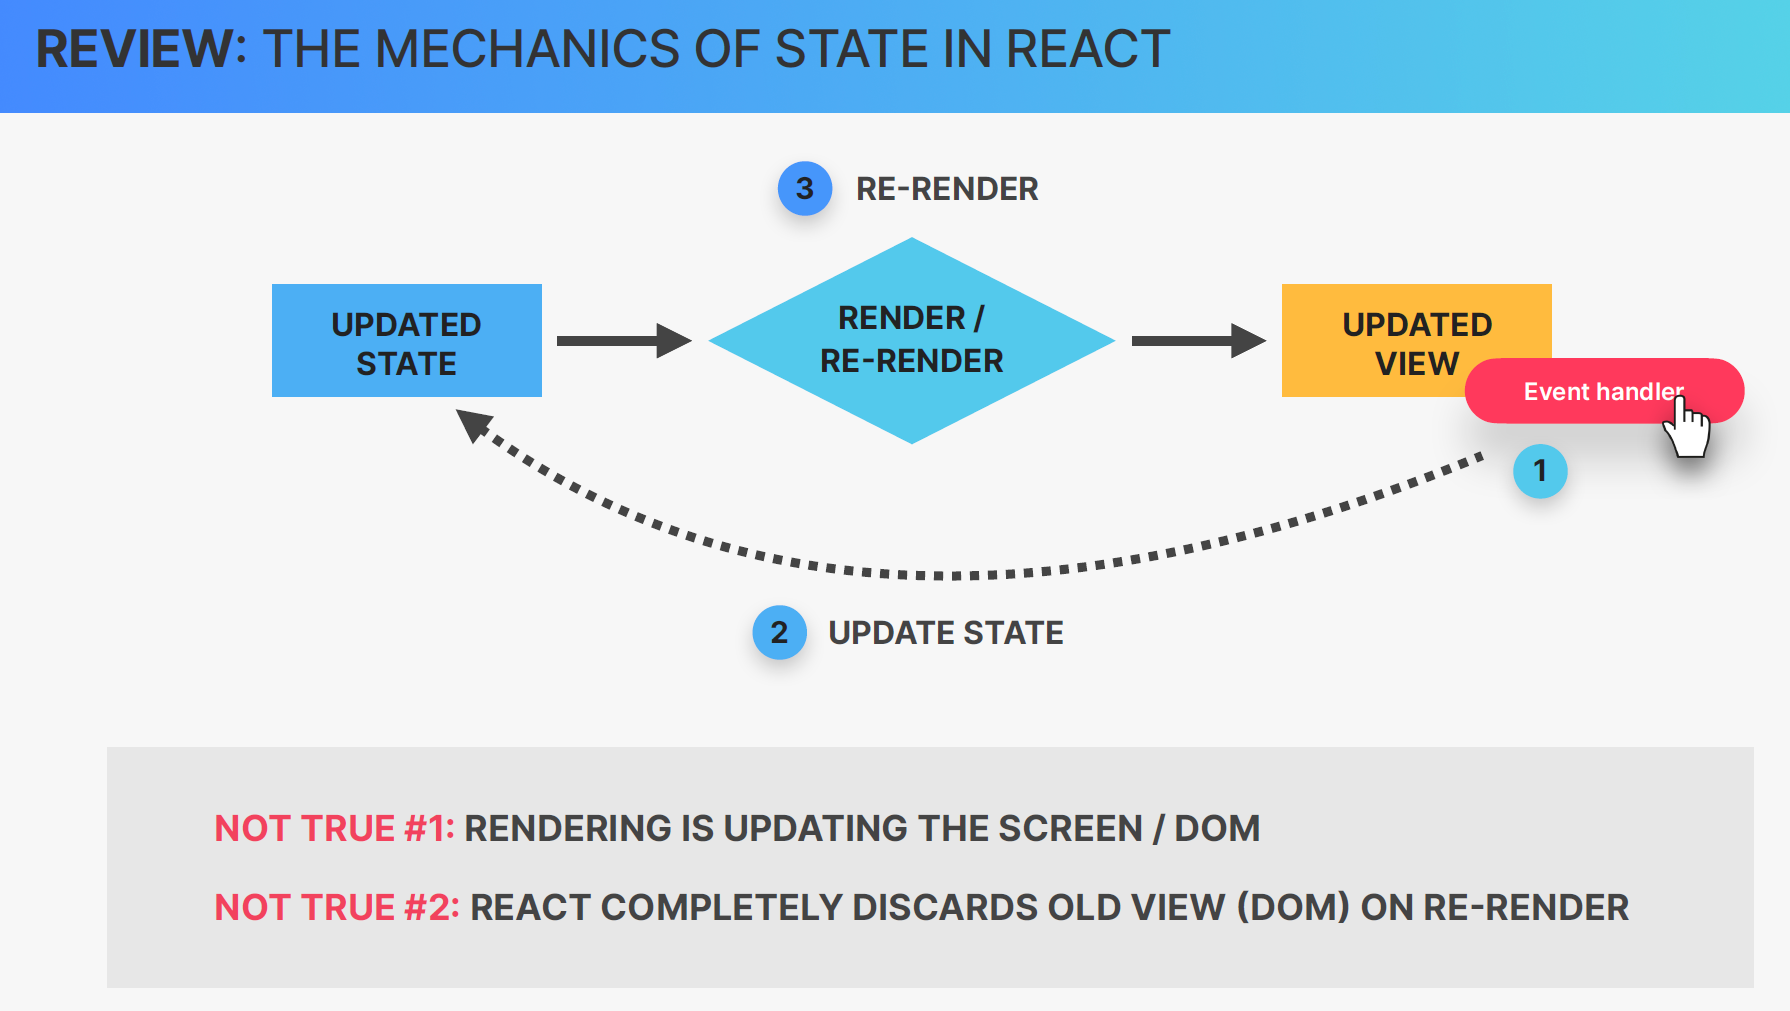 REVIEW: THE MECHANICS OF STATE IN REACT
3 RE-RENDER
UPDATED
STATE
RENDER /
RE-RENDER
UPDATED
VIEW
Event handler
1
2 UPDATE STATE
NOT TRUE #1: RENDERING IS UPDATING THE SCREEN / DOM
NOT TRUE #2: REACT COMPLETELY DISCARDS OLD VIEW (DOM) ON RE-RENDER